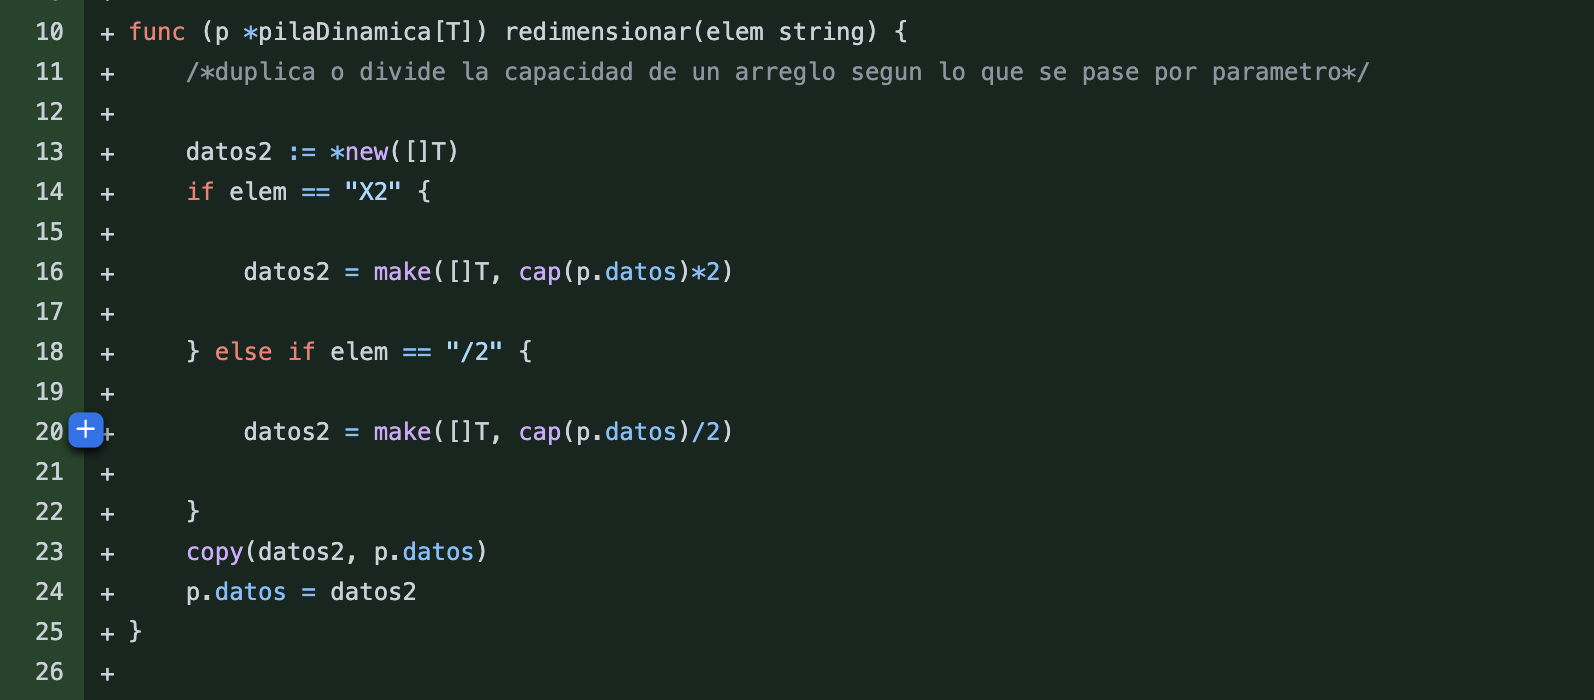 10 + func (p *pilaDinamica[T]) redimensionar(elem string) {
11 + /*duplica o divide la capacidad de un arreglo segun lo que se pase por parametro*/
12 +
13 + datos2 := *new([]T)
14 + if elem == "X2" {
15 +
16 + datos2 = make([]T, cap(p.datos)*2)
17 +
18 + } else if elem == "/2" {
19 +
20 + datos2 = make([]T, cap(p.datos)/2)
21 +
22 + }
23 + copy(datos2, p.datos)
24 + p.datos = datos2
25 + }
26 +